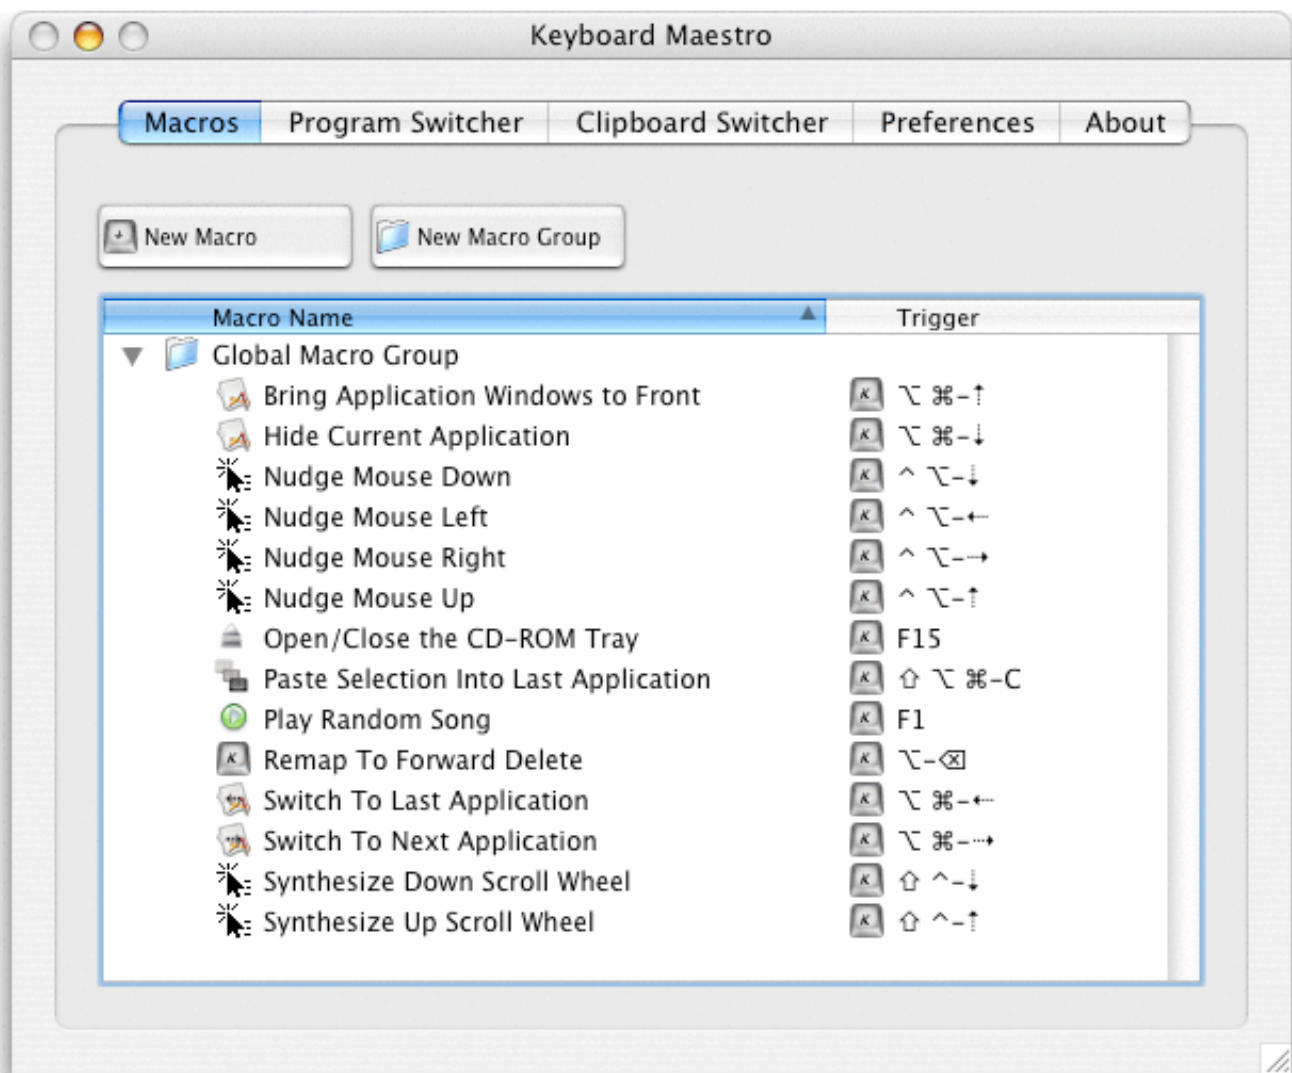 Keyboard Maestro
Macros Program Switcher Clipboard Switcher Preferences About
New Macro New Macro Group
Macro Name Trigger
Global Macro Group
Bring Application Windows to Front ⌥ ⌘-↑
Hide Current Application ⌥ ⌘-↓
Nudge Mouse Down ^ ⌥-↓
Nudge Mouse Left ^ ⌥-←
Nudge Mouse Right ^ ⌥-→
Nudge Mouse Up ^ ⌥-↑
Open/Close the CD-ROM Tray F15
Paste Selection Into Last Application ⇧ ⌥ ⌘-C
Play Random Song F1
Remap To Forward Delete ⌥-⌫
Switch To Last Application ⌥ ⌘-←
Switch To Next Application ⌥ ⌘-→
Synthesize Down Scroll Wheel ⇧ ^-↓
Synthesize Up Scroll Wheel ⇧ ^-↑